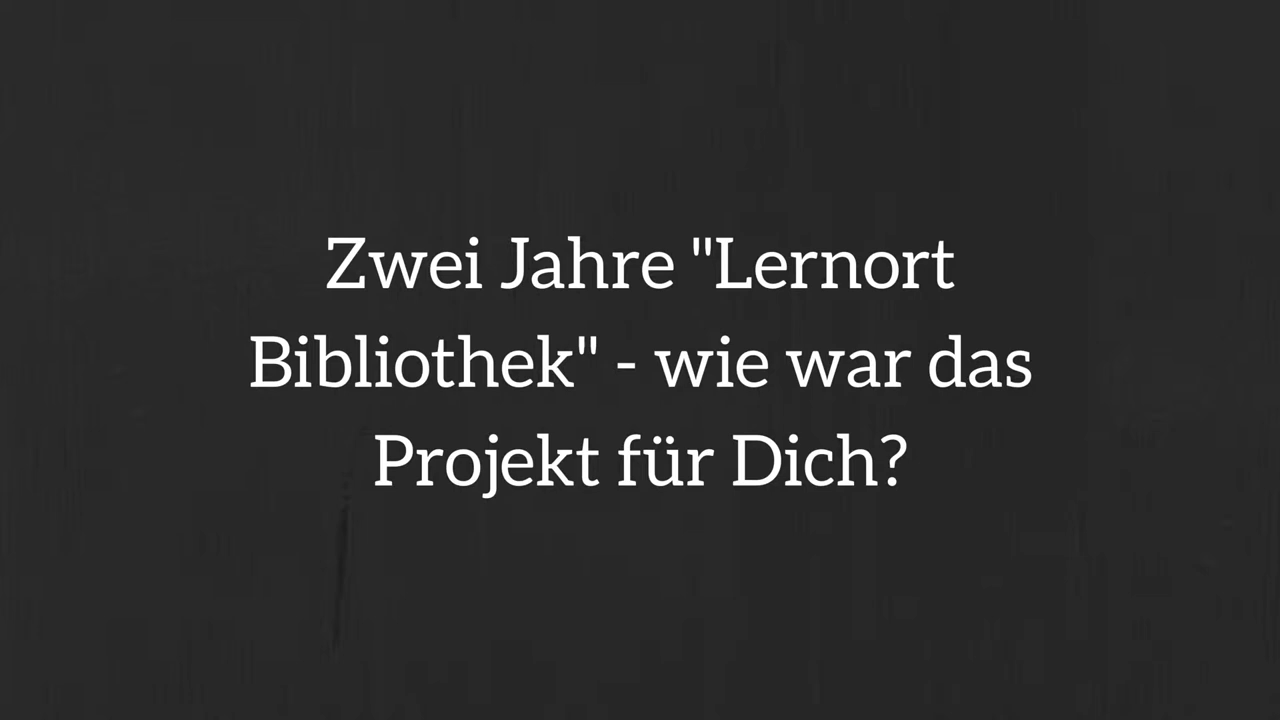 Zwei Jahre "Lernort
Bibliothek" - wie war das
Projekt für Dich?